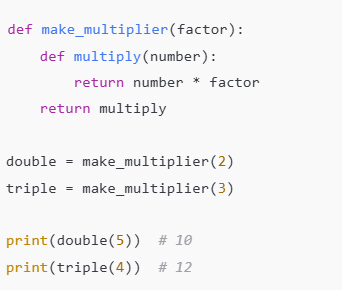 def make_multiplier(factor):
    def multiply(number):
        return number * factor
    return multiply

double = make_multiplier(2)
triple = make_multiplier(3)

print(double(5))  # 10
print(triple(4))  # 12